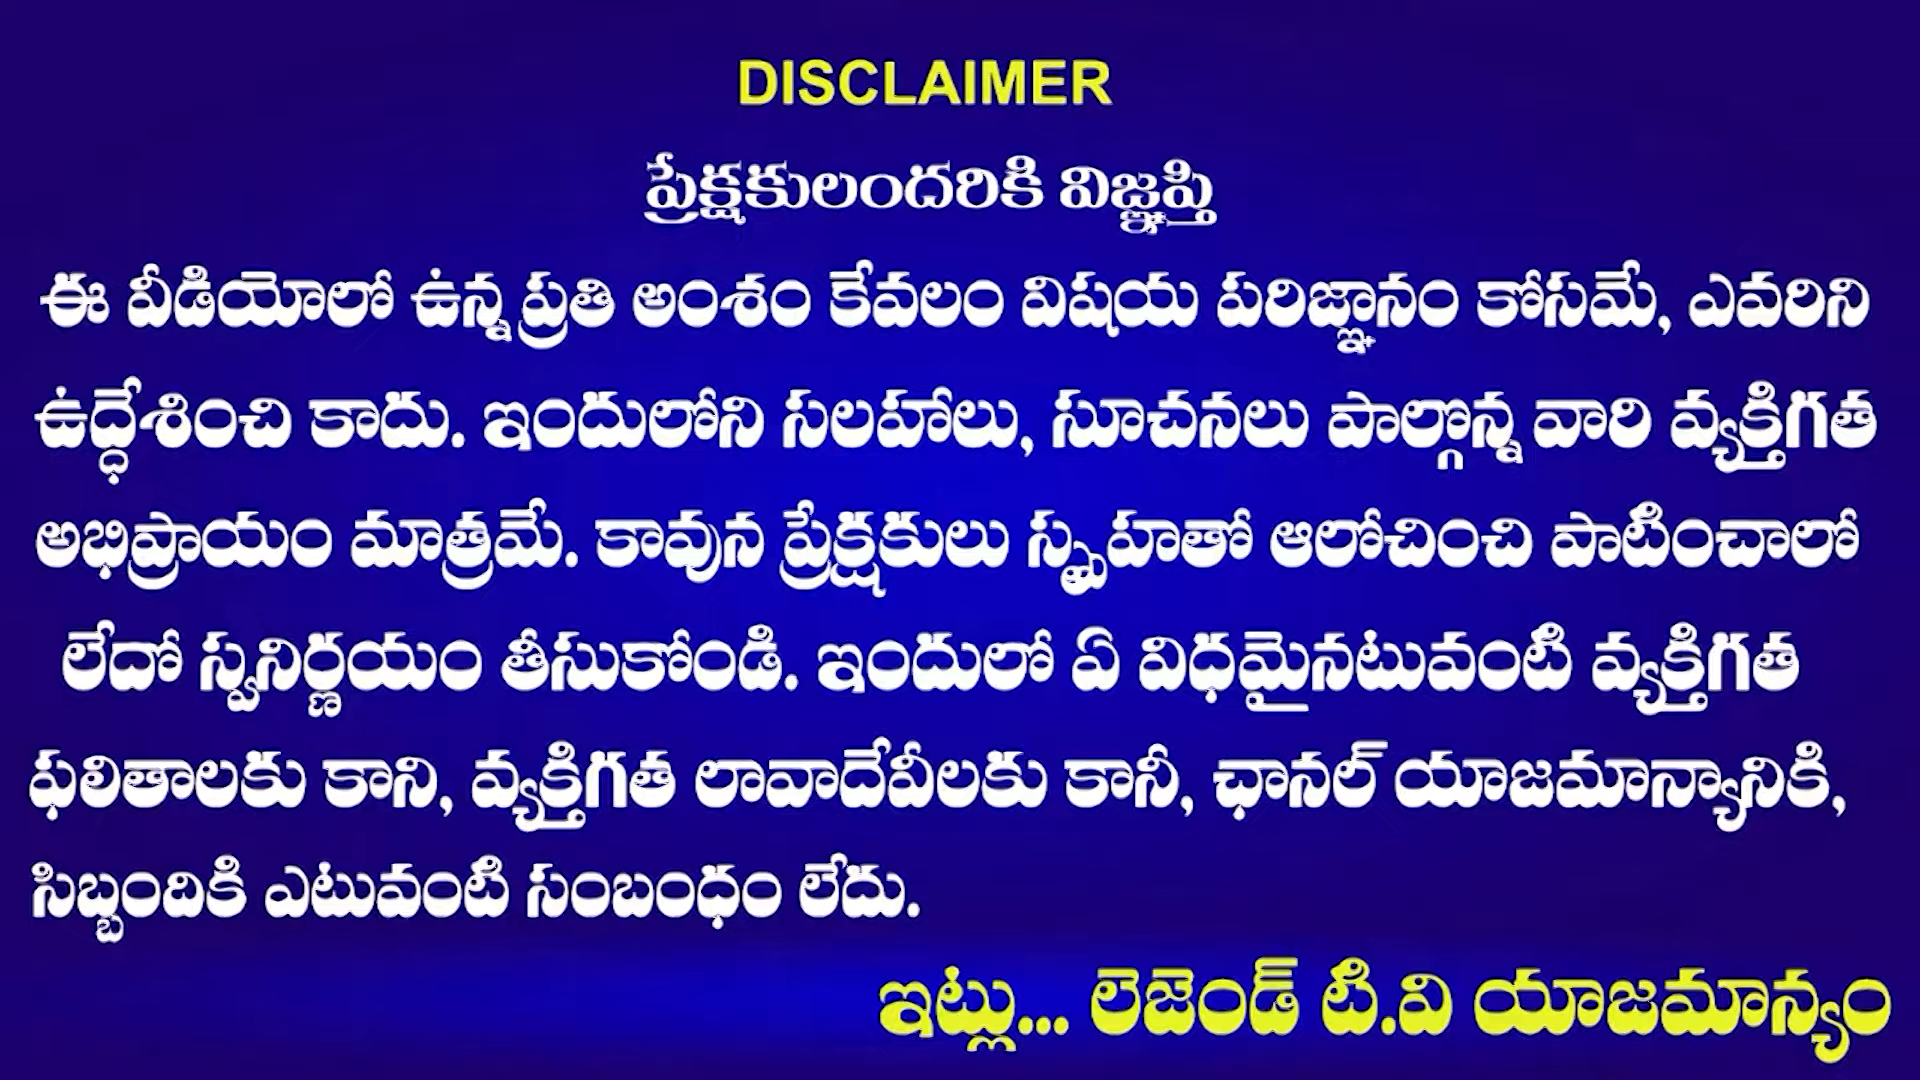 DISCLAIMER
ప్రేక్షకులందరికి విజ్ఞప్తి
ఈ వీడియోలో ఉన్న ప్రతి అంశం కేవలం విషయ పరిజ్ఞానం కోసమే, ఎవరిని
ఉద్ధేశించి కాదు. ఇందులోని సలహాలు, సూచనలు పాల్గొన్న వారి వ్యక్తిగత
అభిప్రాయం మాత్రమే. కావున ప్రేక్షకులు స్పృహతో ఆలోచించి పాటించాలో
లేదో స్వనిర్ణయం తీసుకోండి. ఇందులో ఏ విధమైనటువంటి వ్యక్తిగత
ఫలితాలకు కాని, వ్యక్తిగత లావాదేవీలకు కానీ, ఛానల్ యాజమాన్యానికి,
సిబ్బందికి ఎటువంటి సంబంధం లేదు.
ఇట్లు... లెజెండ్ టి.వి యాజమాన్యం